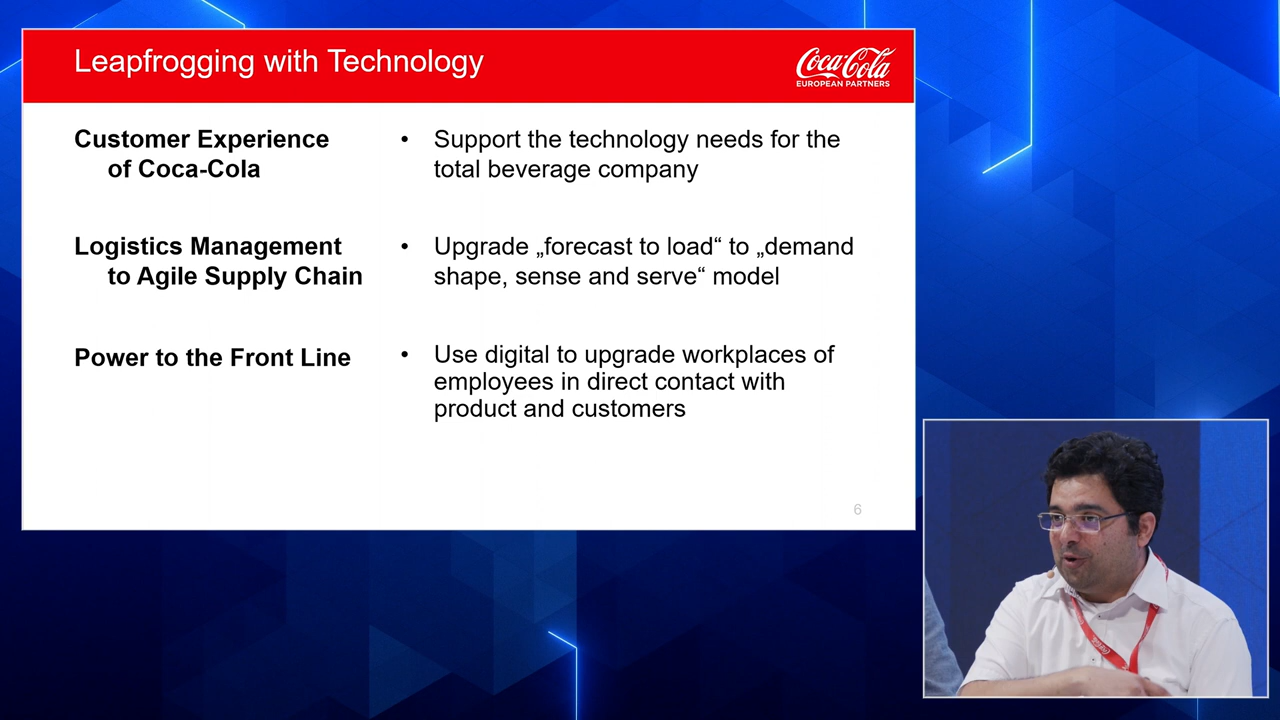 Leapfrogging with Technology
Coca-Cola
EUROPEAN PARTNERS
Customer Experience
of Coca-Cola
• Support the technology needs for the
total beverage company
Logistics Management
to Agile Supply Chain
• Upgrade „forecast to load“ to „demand
shape, sense and serve“ model
Power to the Front Line
• Use digital to upgrade workplaces of
employees in direct contact with
product and customers
6
Coca-Cola